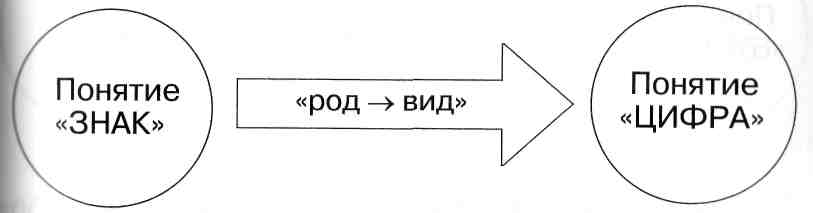 Понятие
«ЗНАК»
«род → вид»
Понятие
«ЦИФРА»